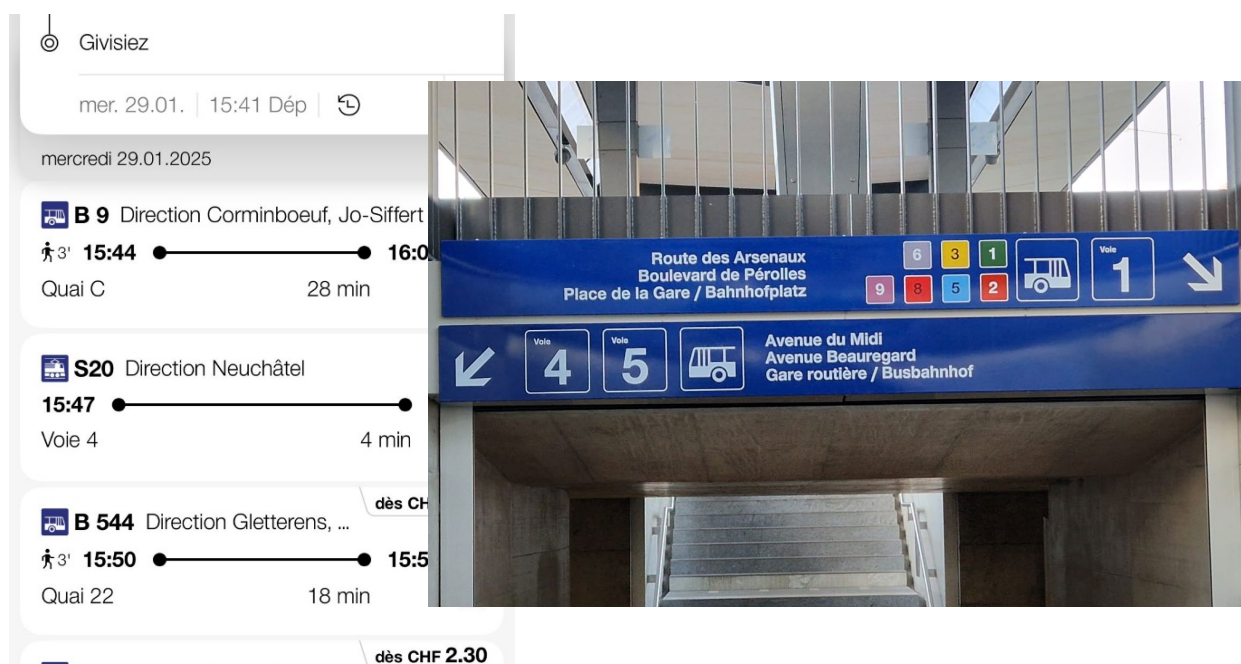 Givisiez
mer. 29.01. 15:41 Dép
mercredi 29.01.2025
B 9 Direction Corminboeuf, Jo-Siffert
3' 15:44 16:0
Quai C 28 min
S20 Direction Neuchâtel
15:47
Voie 4 4 min
dès CH
B 544 Direction Gletterens, ...
3' 15:50 15:5
Quai 22 18 min
dès CHF 2.30
Route des Arsenaux
Boulevard de Pérolles
Place de la Gare / Bahnhofplatz
6 3 1
9 8 5 2
Voie
1
Voie
4
Voie
5
Avenue du Midi
Avenue Beauregard
Gare routière / Busbahnhof